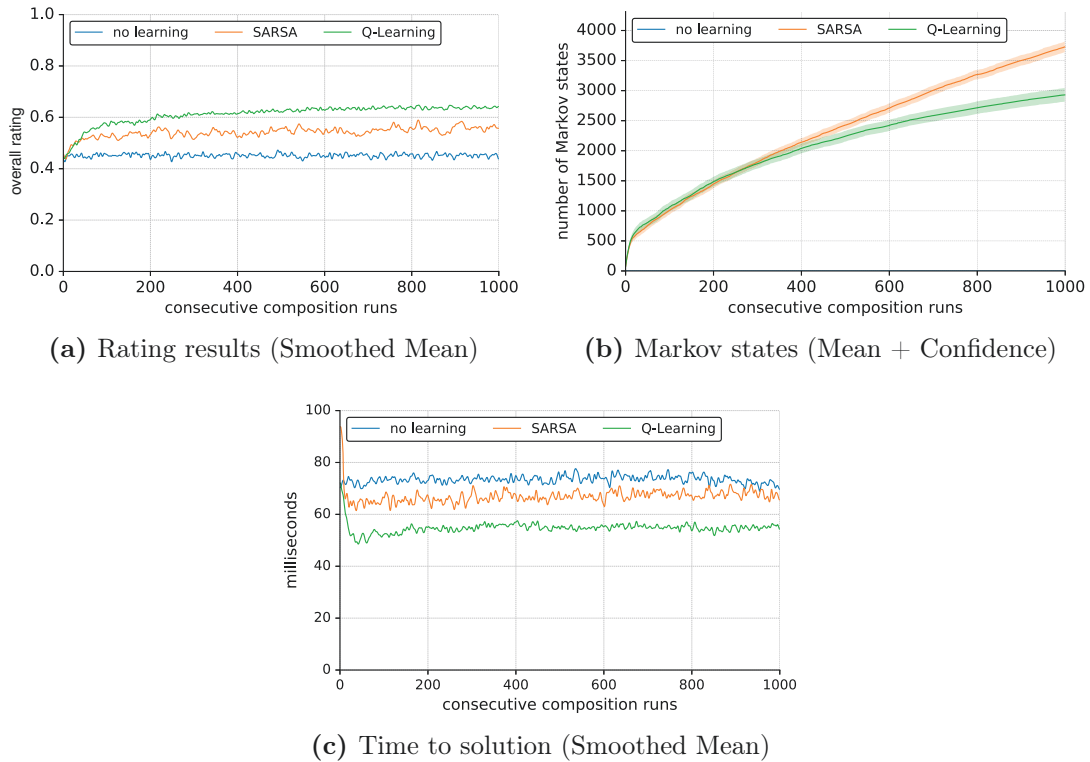 no learning SARSA Q-Learning
1.0
0.8
0.6
0.4
0.2
0.0
overall rating
0 200 400 600 800 1000
consecutive composition runs
(a) Rating results (Smoothed Mean)
no learning SARSA Q-Learning
4000
3500
3000
2500
2000
1500
1000
500
0
number of Markov states
0 200 400 600 800 1000
consecutive composition runs
(b) Markov states (Mean + Confidence)
no learning SARSA Q-Learning
100
80
60
40
20
0
milliseconds
0 200 400 600 800 1000
consecutive composition runs
(c) Time to solution (Smoothed Mean)